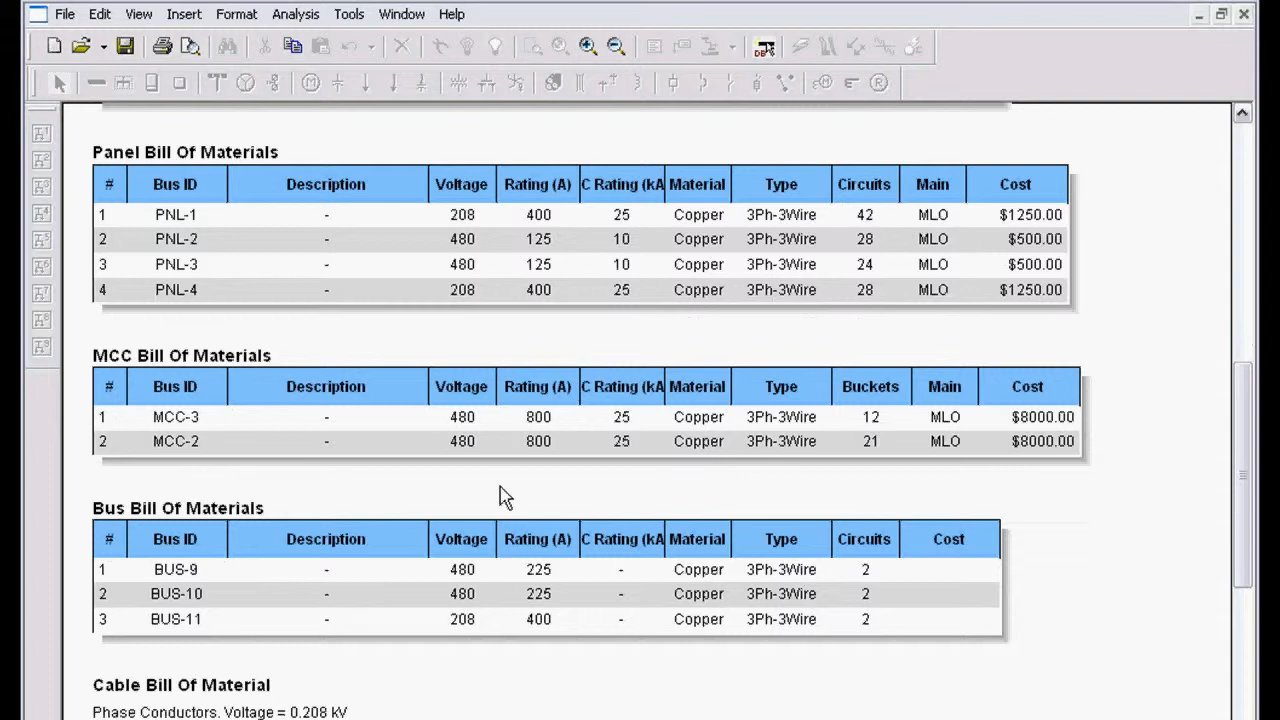 File Edit View Insert Format Analysis Tools Window Help
Panel Bill Of Materials
# Bus ID Description Voltage Rating (A) C Rating (kA Material Type Circuits Main Cost
1 PNL-1 - 208 400 25 Copper 3Ph-3Wire 42 MLO $1250.00
2 PNL-2 - 480 125 10 Copper 3Ph-3Wire 28 MLO $500.00
3 PNL-3 - 480 125 10 Copper 3Ph-3Wire 24 MLO $500.00
4 PNL-4 - 208 400 25 Copper 3Ph-3Wire 28 MLO $1250.00
MCC Bill Of Materials
# Bus ID Description Voltage Rating (A) C Rating (kA Material Type Buckets Main Cost
1 MCC-3 - 480 800 25 Copper 3Ph-3Wire 12 MLO $8000.00
2 MCC-2 - 480 800 25 Copper 3Ph-3Wire 21 MLO $8000.00
Bus Bill Of Materials
# Bus ID Description Voltage Rating (A) C Rating (kA Material Type Circuits Cost
1 BUS-9 - 480 225 - Copper 3Ph-3Wire 2
2 BUS-10 - 480 225 - Copper 3Ph-3Wire 2
3 BUS-11 - 208 400 - Copper 3Ph-3Wire 2
Cable Bill Of Material
Phase Conductors. Voltage = 0.208 kV